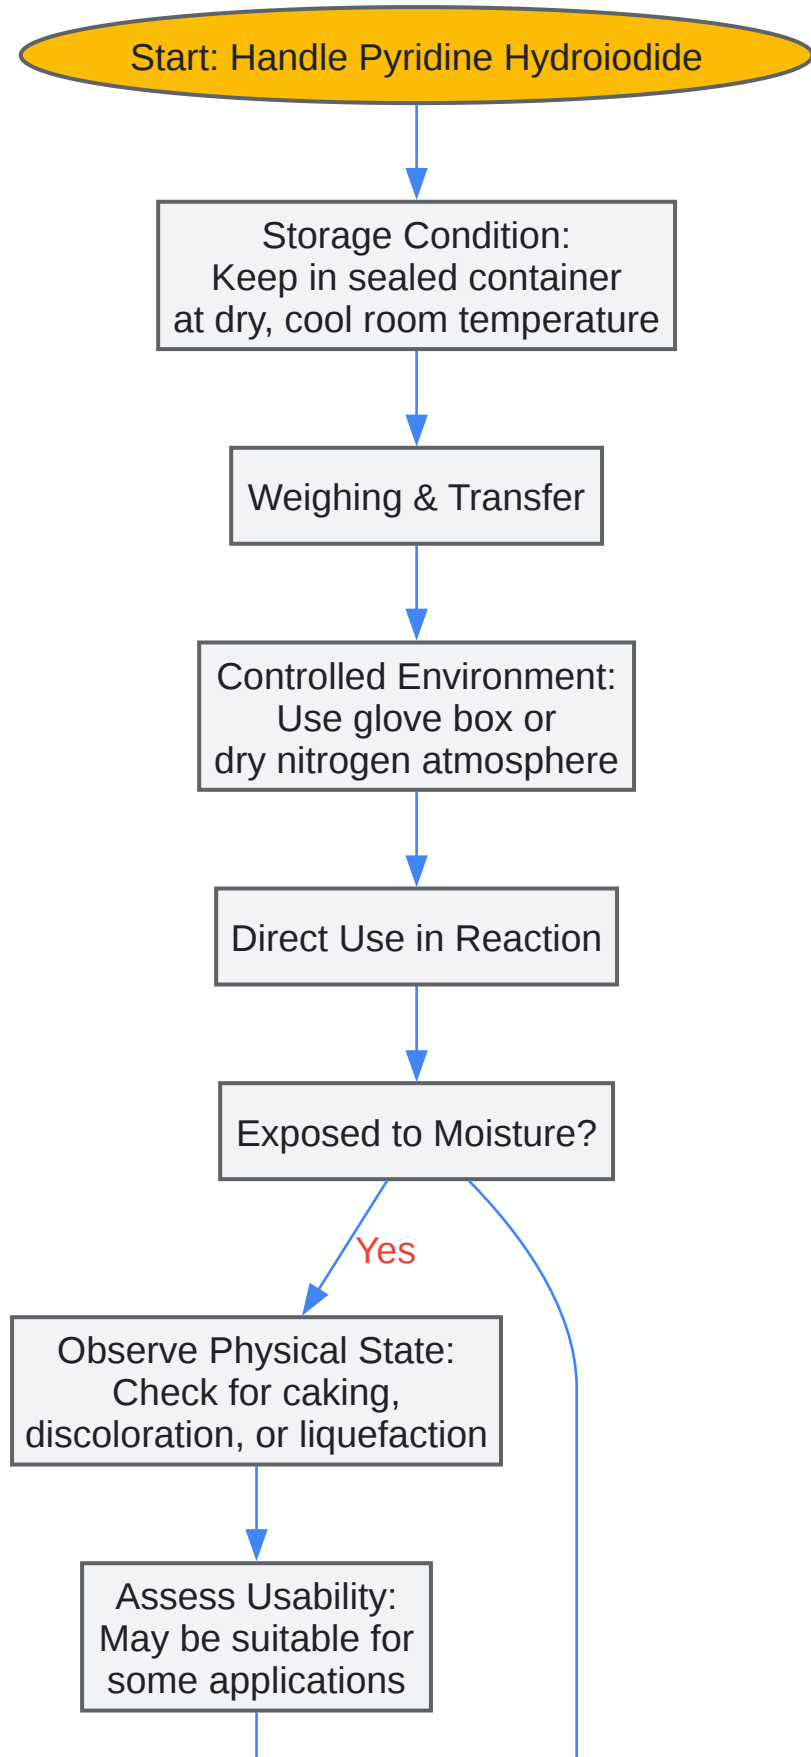 Start: Handle Pyridine Hydroiodide
Storage Condition:
Keep in sealed container
at dry, cool room temperature
Weighing & Transfer
Controlled Environment:
Use glove box or
dry nitrogen atmosphere
Direct Use in Reaction
Exposed to Moisture?
Yes
Observe Physical State:
Check for caking,
discoloration, or liquefaction
Assess Usability:
May be suitable for
some applications